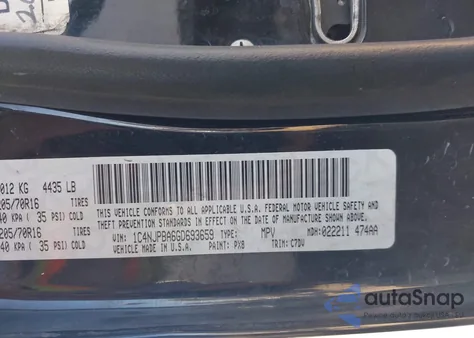 012 KG 4435 LB
205/70R16 TIRES
40 KPA ( 35 PSI) COLD
205/70R16 TIRES
40 KPA ( 35 PSI) COLD
THIS VEHICLE CONFORMS TO ALL APPLICABLE
U.S.A. FEDERAL MOTOR VEHICLE SAFETY AND
THEFT PREVENTION STANDARDS IN EFFECT ON THE
DATE OF MANUFACTURE SHOWN ABOVE.
VEHICLE MADE IN U.S.A.
VIN: 1C4NJPBA6GD693659 TYPE: MPV MDH:022211 474AA
PAINT: PX8 TRIM: C7DV
autoSnap